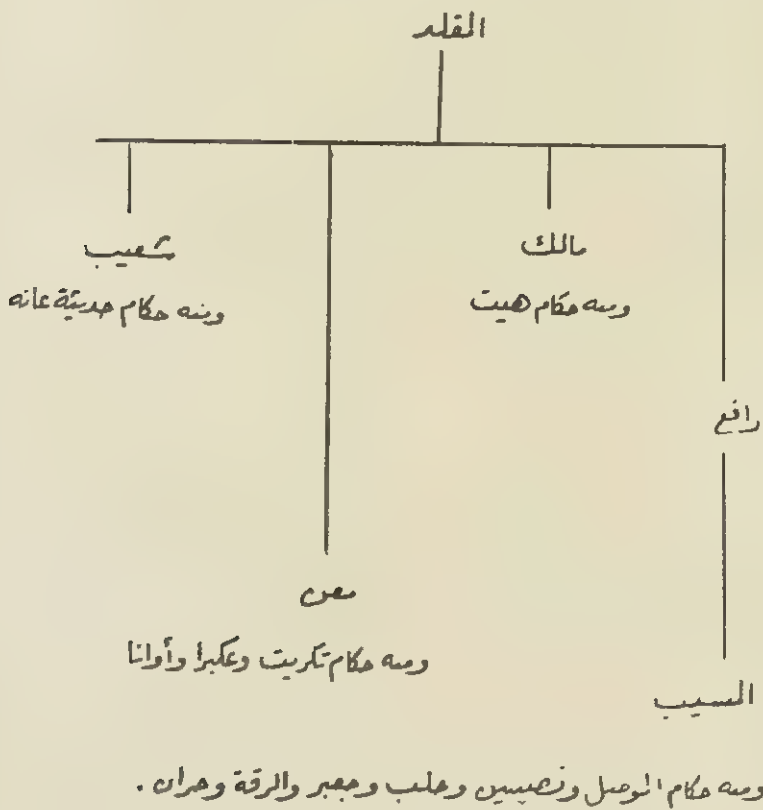 المقلد
مالك
شعيب
ومنه حكام هيت
ومنه حكام حديثة عانه
رافع
معن
ومنه حكام تكريت وعكبرا وأوانا
المسيب
ومنه حكام الموصل ونصيبين وحلب وجعبر والرقة وحران .